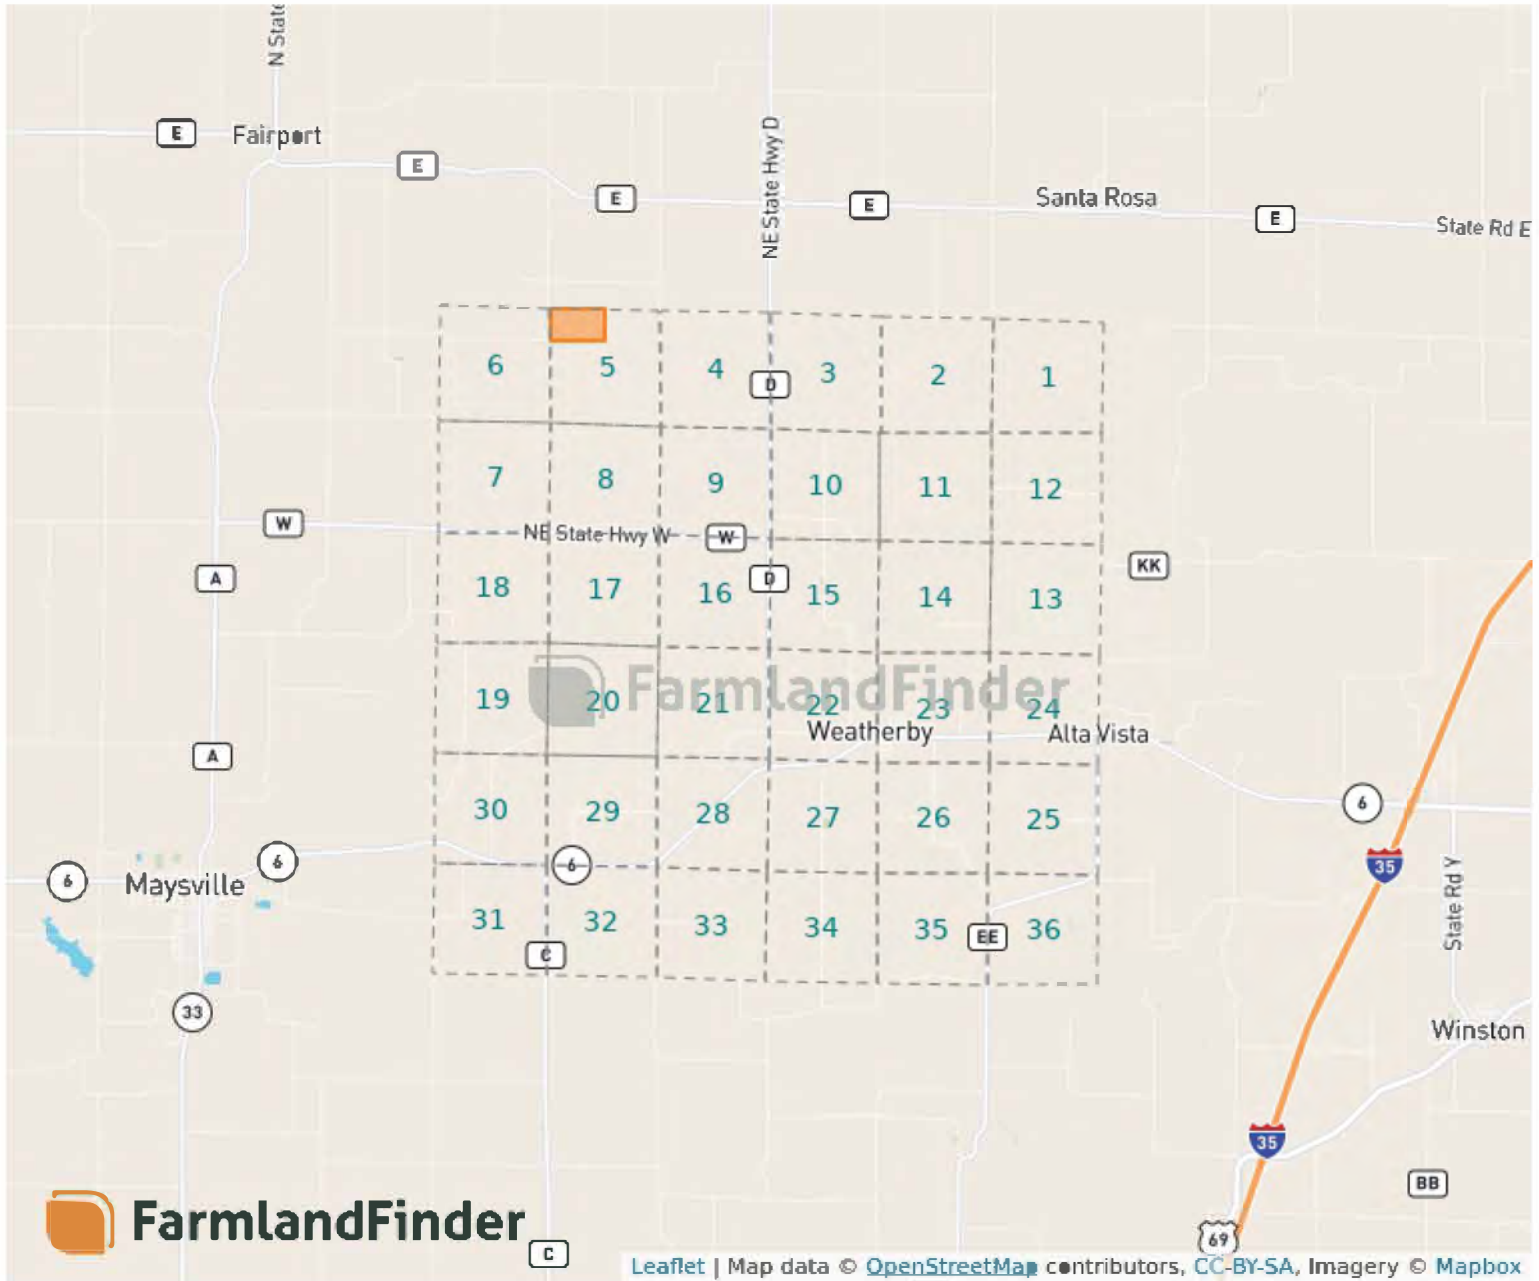 N State
E
Fairport
E
E
NE State Hwy D
E
Santa Rosa
E
State Rd E
6
5
4
D
3
2
1
7
8
9
10
11
12
W
NE State Hwy W
W
KK
A
18
17
16
D
15
14
13
FarmlandFinder
19
20
21
22
23
24
Weatherby
Alta Vista
A
30
29
28
27
26
25
6
6
6
6
35
Maysville
State Rd Y
31
32
33
34
35
EE
36
C
33
Winston
35
BB
FarmlandFinder
C
69
Leaflet | Map data © OpenStreetMap contributors, CC-BY-SA, Imagery © Mapbox